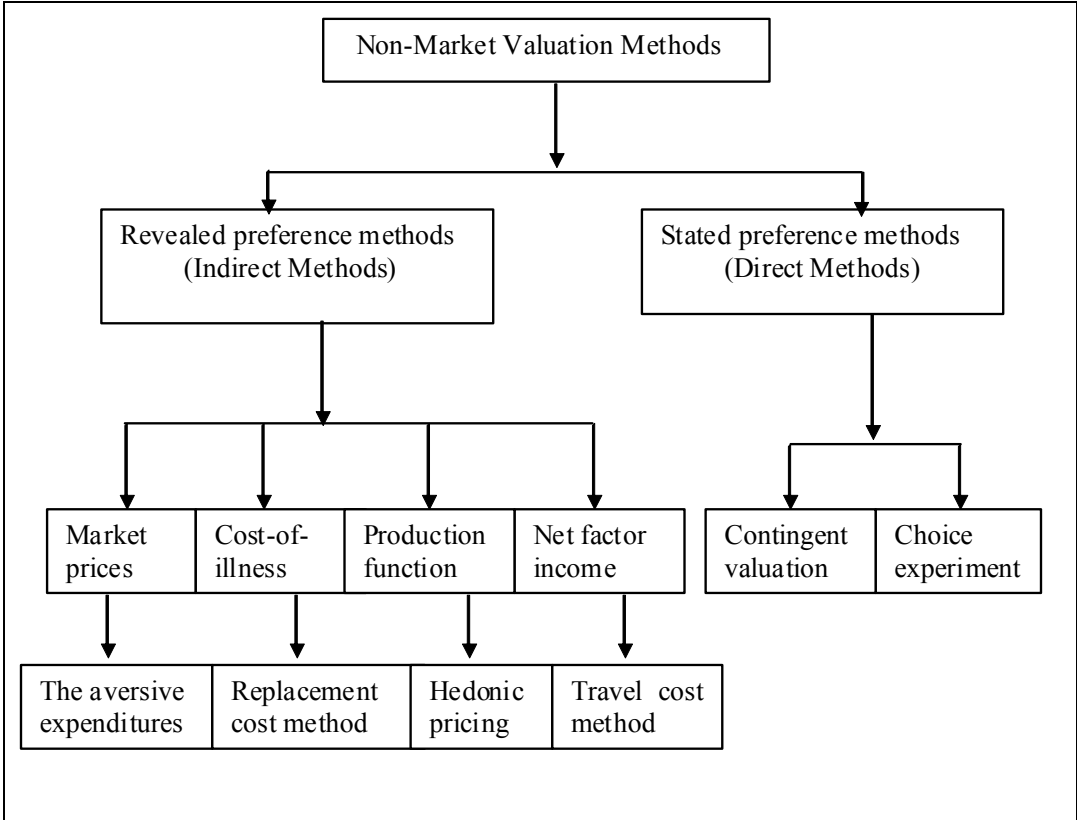 Non-Market Valuation Methods
Revealed preference methods
(Indirect Methods)
Stated preference methods
(Direct Methods)
Market
prices
Cost-of-
illness
Production
function
Net factor
income
Contingent
valuation
Choice
experiment
The aversive
expenditures
Replacement
cost method
Hedonic
pricing
Travel cost
method